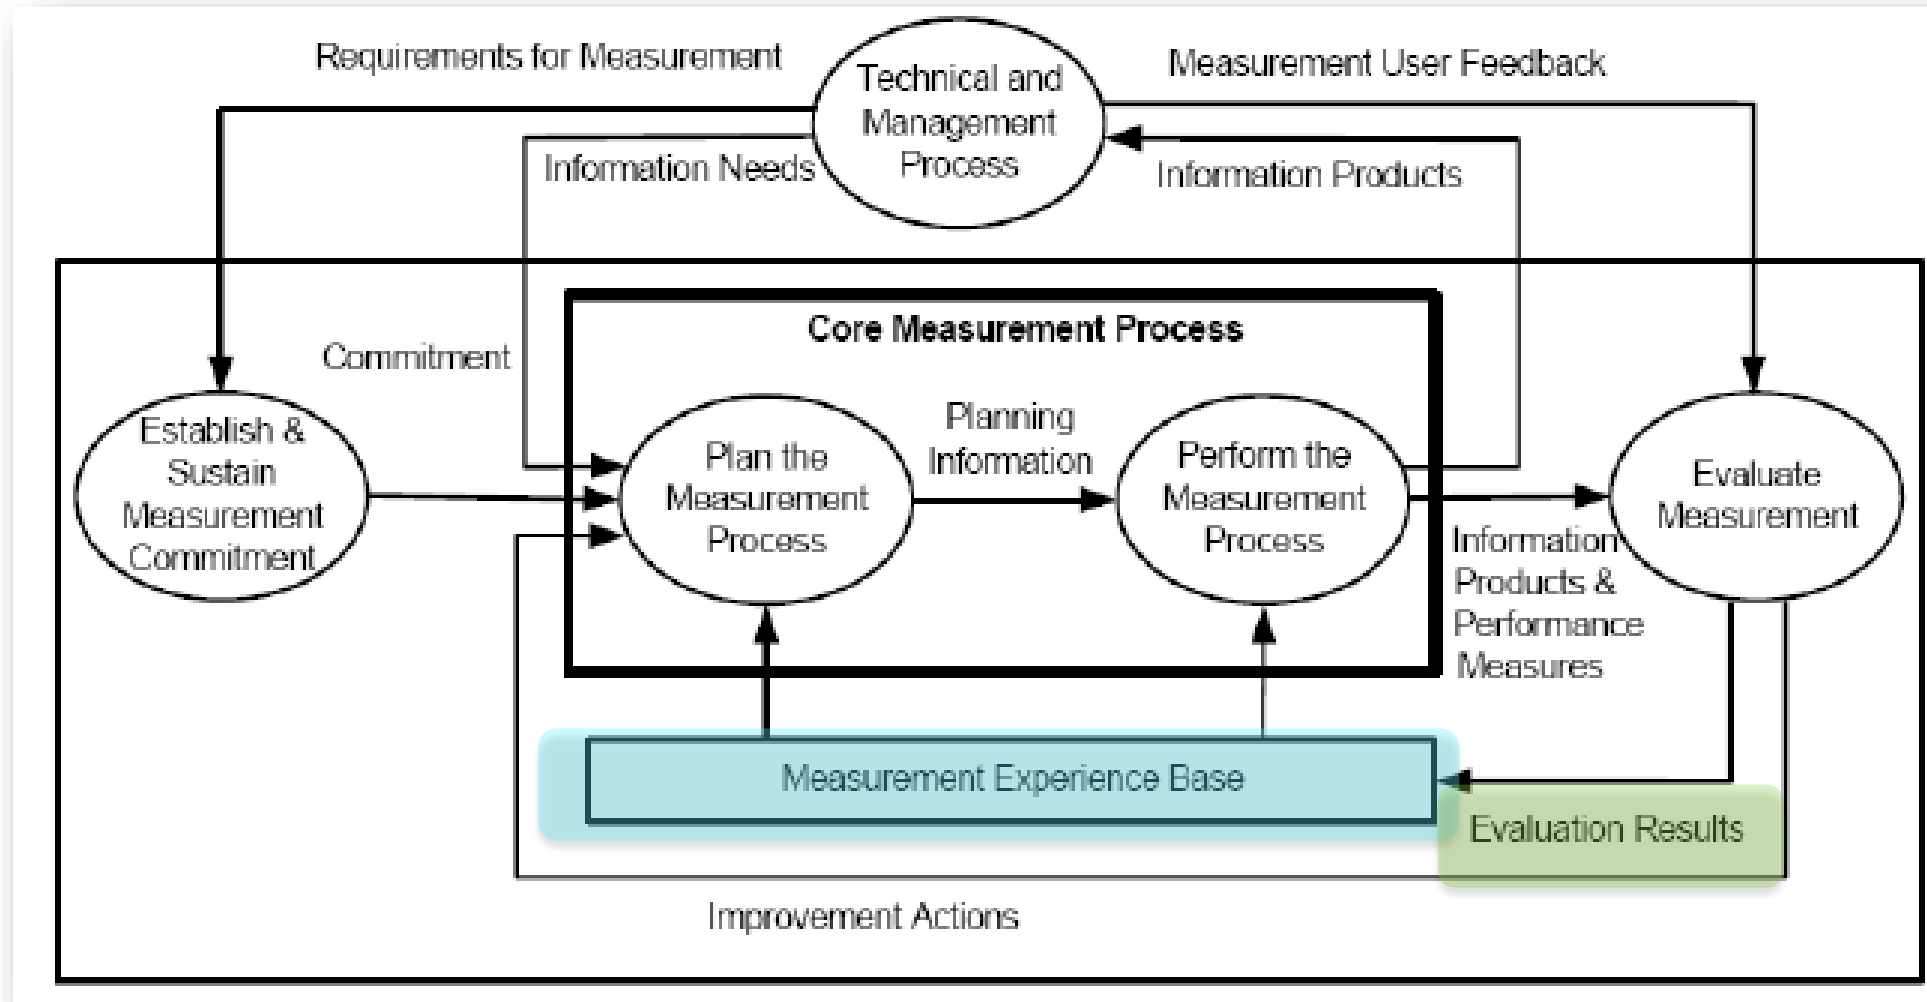 Requirements for Measurement
Technical and
Management
Process
Measurement User Feedback
Information Needs
Information Products
Core Measurement Process
Commitment
Establish &
Sustain
Measurement
Commitment
Plan the
Measurement
Process
Planning
Information
Perform the
Measurement
Process
Evaluate
Measurement
Information
Products &
Performance
Measures
Measurement Experience Base
Evaluation Results
Improvement Actions